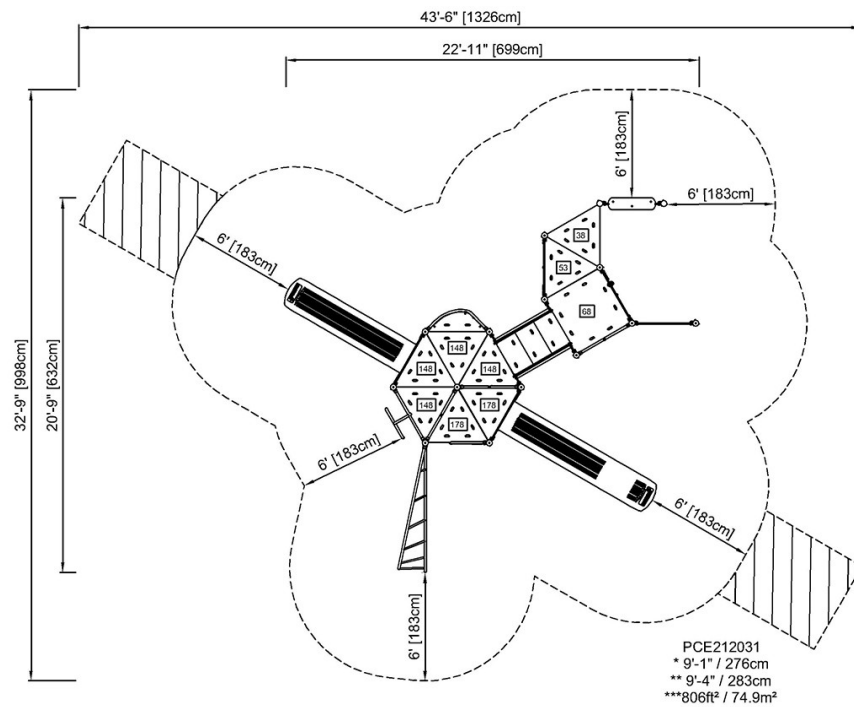 43'-6" [1326cm]
22'-11" [699cm]
32'-9" [998cm]
20'-9" [632cm]
6' [183cm]
6' [183cm]
6' [183cm]
38
53
68
148
148
148
148
178
178
6' [183cm]
6' [183cm]
6' [183cm]
PCE212031
* 9'-1" / 276cm
** 9'-4" / 283cm
***806ft² / 74.9m²